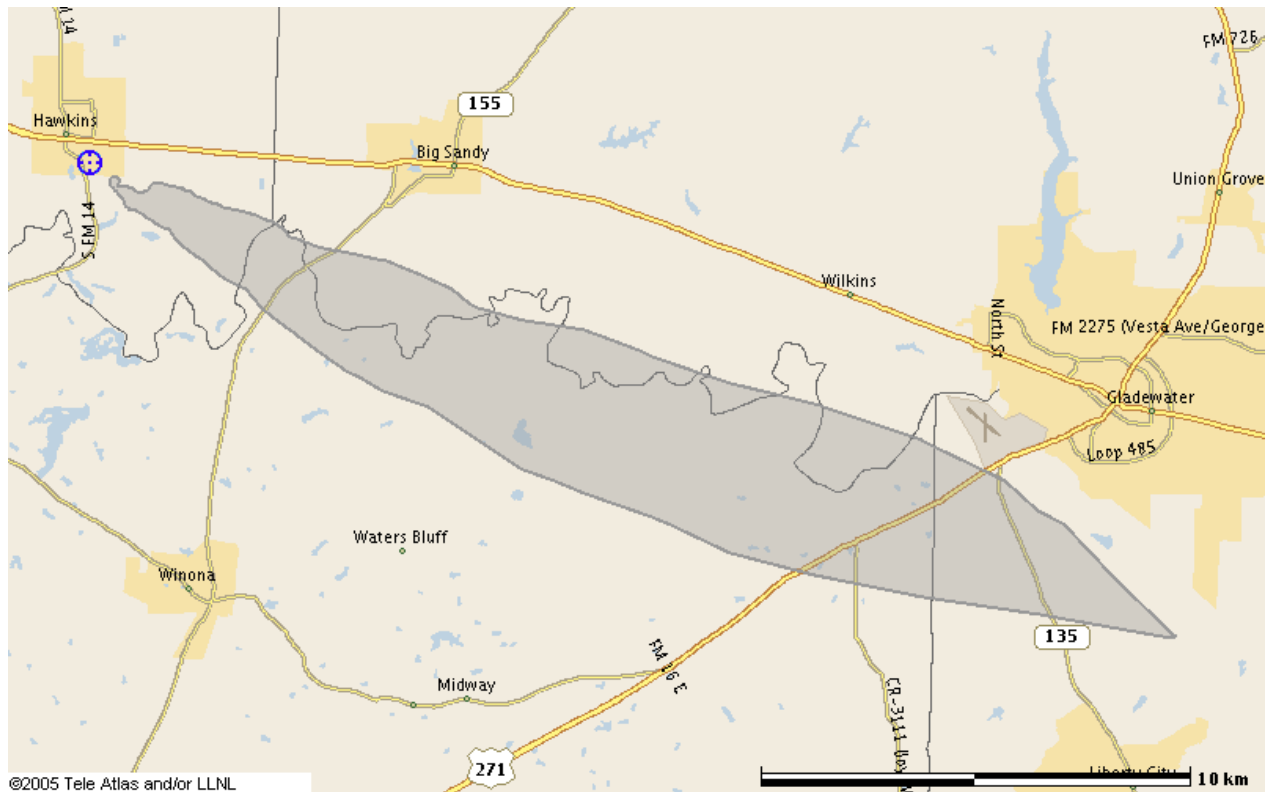 M 14
FM 726
155
Hawkins
Big Sandy
Union Grove
S FM 14
Wilkins
North St
FM 2275 (Vesta Ave/George
Gladewater
Loop 485
Waters Bluff
Winona
135
FM 16 E
Midway
CR-3111
271
Liberty City
10 km
©2005 Tele Atlas and/or LLNL